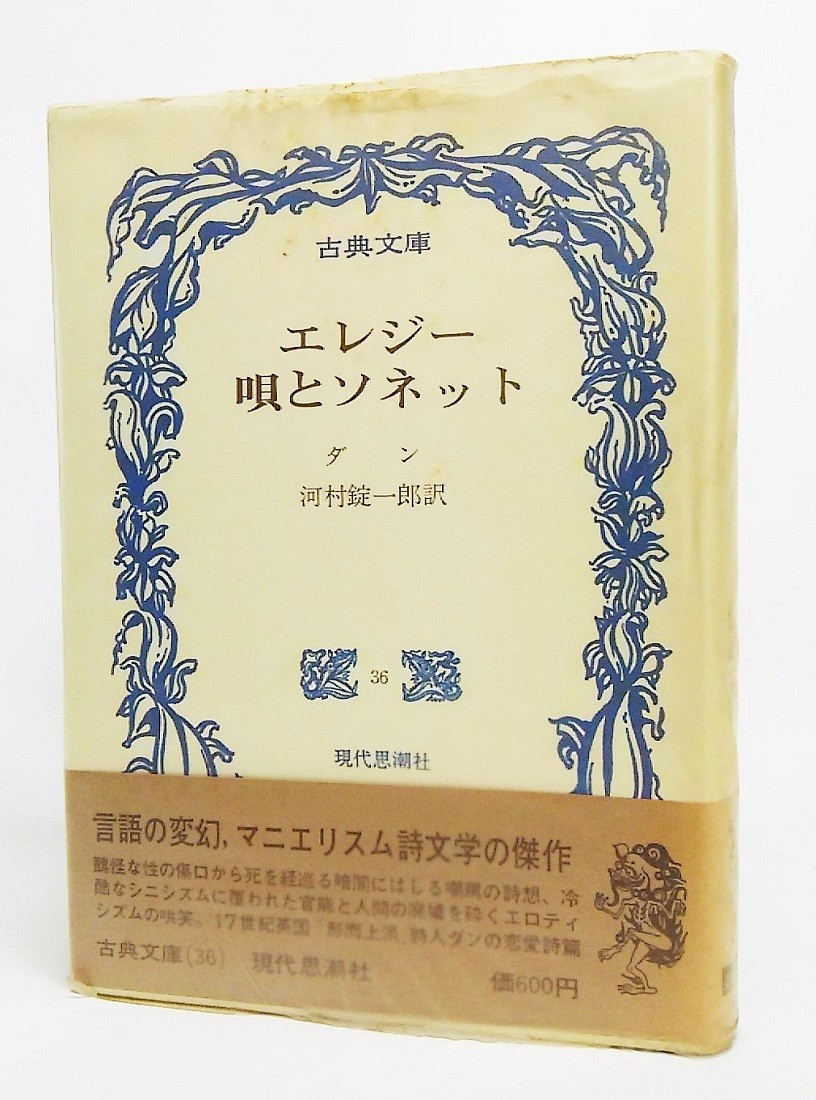 古典文庫
エレジー
唄とソネット
ダン
河村錠一郎訳
36
現代思潮社
言語の変幻,マニエリスム詩文学の傑作
醜怪な性の傷口から死を経巡る暗闇にはしる嘲嗤の詩想、冷
酷なシニシズムに覆われた官能と人間の廃墟を砕くエロティ
シズムの哄笑。17世紀英国「形而上派」詩人ダンの恋愛詩篇
古典文庫(36) 現代思潮社
価600円